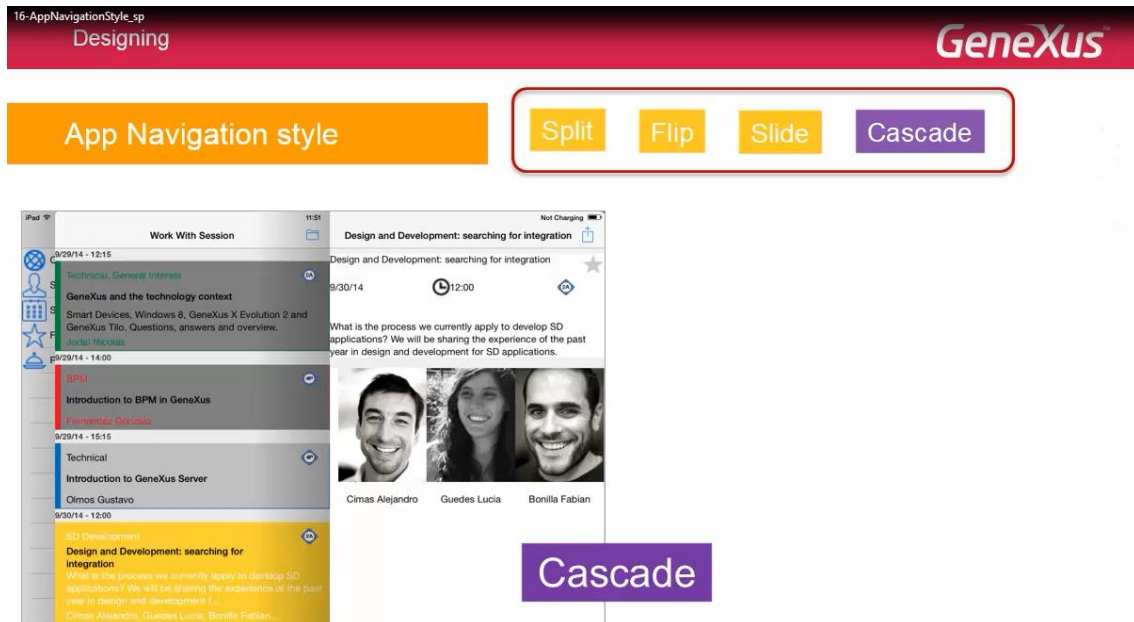 16-AppNavigationStyle_sp
Designing
GeneXus™
App Navigation style
Split
Flip
Slide
Cascade
iPad
11:51
Not Charging
Work With Session
Design and Development: searching for integration
9/29/14 - 12:15
Technical, General Interest
2A
GeneXus and the technology context
Smart Devices, Windows 8, GeneXus X Evolution 2 and
GeneXus Tilo. Questions, answers and overview.
Jodal Nicolas
9/29/14 - 14:00
BPM
Introduction to BPM in GeneXus
Fernandez Gonzalo
9/29/14 - 15:15
Technical
Introduction to GeneXus Server
Olmos Gustavo
9/30/14 - 12:00
SD Development
2A
Design and Development: searching for
integration
What is the process we currently apply to develop SD
applications? We will be sharing the experience of the past
year in design and development f...
Cimas Alejandro, Guedes Lucia, Bonilla Fabian...
C
S
S
F
F
Design and Development: searching for integration
9/30/14
12:00
2A
What is the process we currently apply to develop SD
applications? We will be sharing the experience of the past
year in design and development for SD applications.
Cimas Alejandro
Guedes Lucia
Bonilla Fabian
Cascade